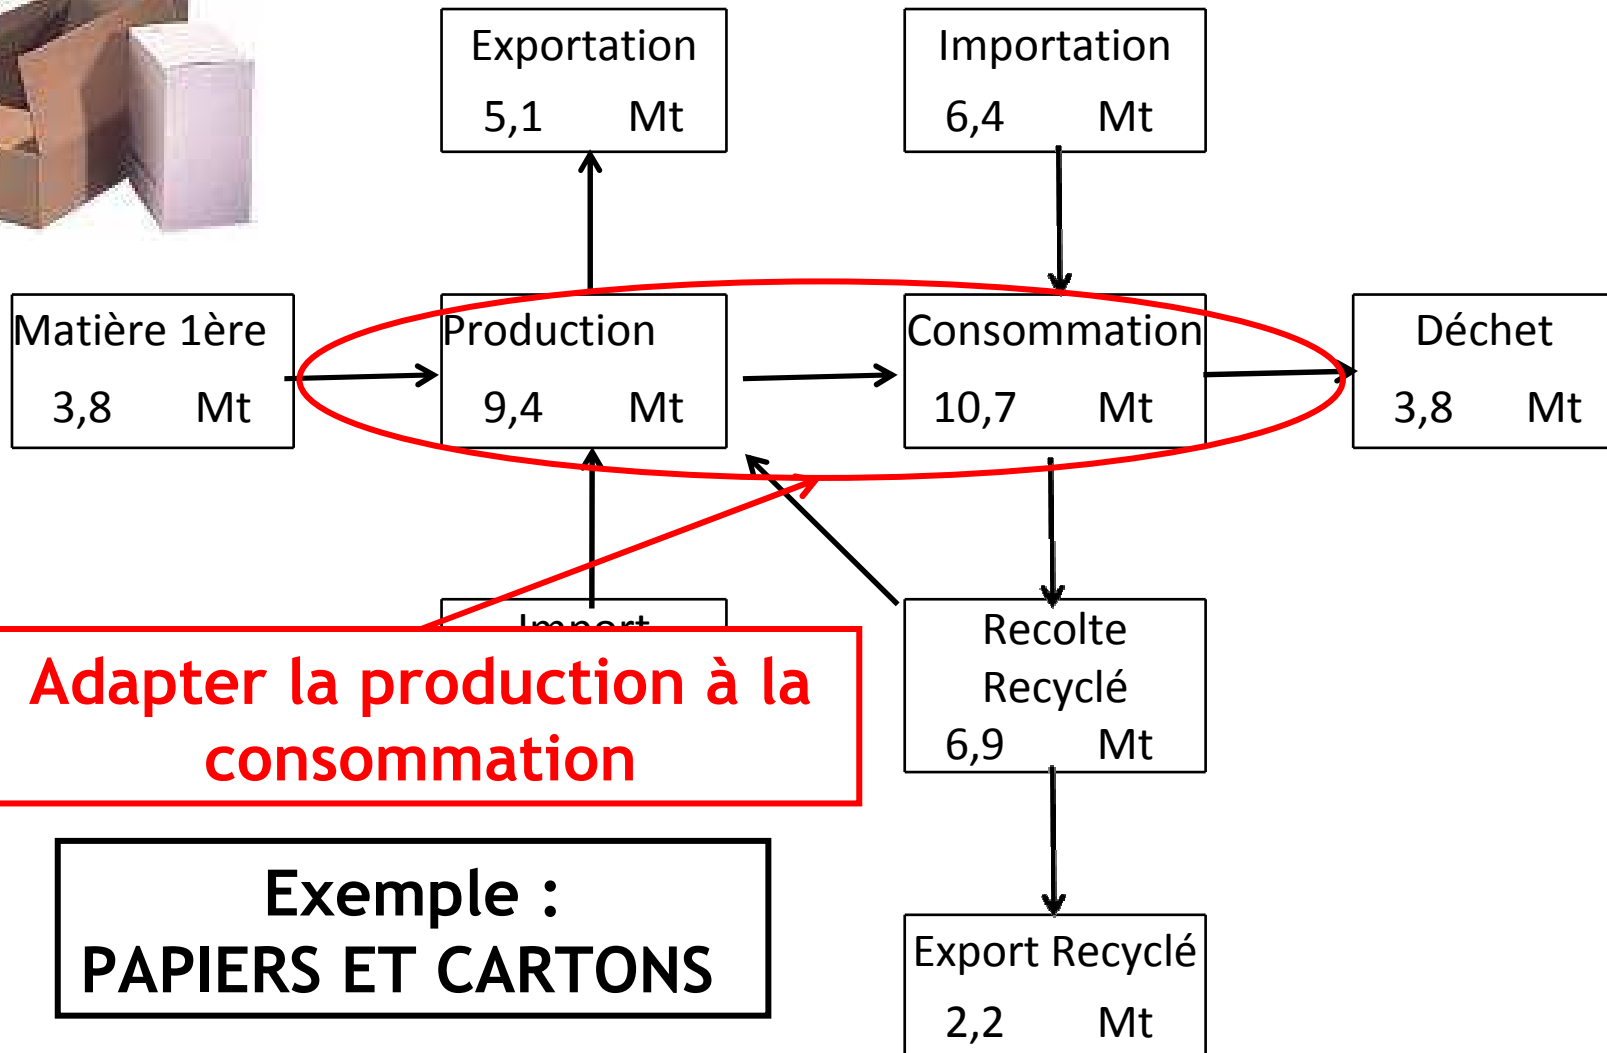 Exportation
5,1 Mt
Importation
6,4 Mt
Matière 1ère
3,8 Mt
Production
9,4 Mt
Consommation
10,7 Mt
Déchet
3,8 Mt
Import
Recolte
Recyclé
6,9 Mt
Adapter la production à la
consommation
Exemple :
PAPIERS ET CARTONS
Export Recyclé
2,2 Mt